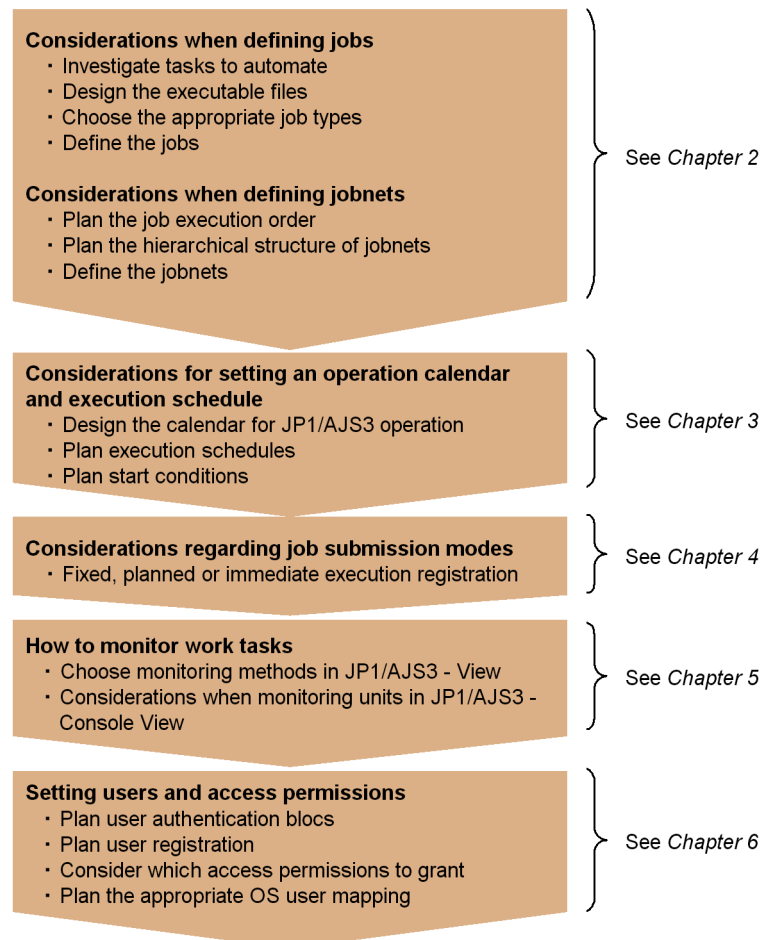 Considerations when defining jobs
・ Investigate tasks to automate
・ Design the executable files
・ Choose the appropriate job types
・ Define the jobs
Considerations when defining jobnets
・ Plan the job execution order
・ Plan the hierarchical structure of jobnets
・ Define the jobnets
See Chapter 2
Considerations for setting an operation calendar
and execution schedule
・ Design the calendar for JP1/AJS3 operation
・ Plan execution schedules
・ Plan start conditions
See Chapter 3
Considerations regarding job submission modes
・ Fixed, planned or immediate execution registration
See Chapter 4
How to monitor work tasks
・ Choose monitoring methods in JP1/AJS3 - View
・ Considerations when monitoring units in JP1/AJS3 -
Console View
See Chapter 5
Setting users and access permissions
・ Plan user authentication blocs
・ Plan user registration
・ Consider which access permissions to grant
・ Plan the appropriate OS user mapping
See Chapter 6